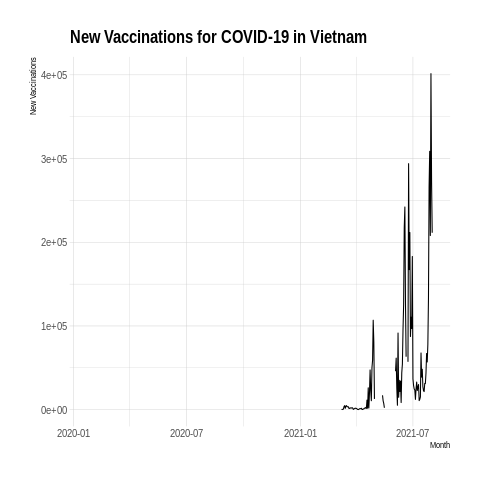 New Vaccinations for COVID-19 in Vietnam
New Vaccinations
4e+05
3e+05
2e+05
1e+05
0e+00
2020-01
2020-07
2021-01
2021-07
Month